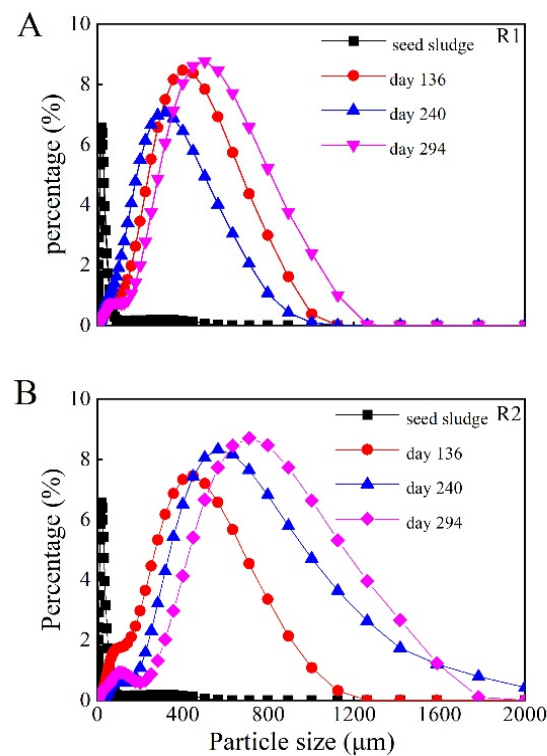 A
R1
seed sludge
day 136
day 240
day 294
percentage (%)
10
8
6
4
2
0
0 400 800 1200 1600 2000
B
R2
seed sludge
day 136
day 240
day 294
Percentage (%)
10
8
6
4
2
0
0 400 800 1200 1600 2000
Particle size (μm)